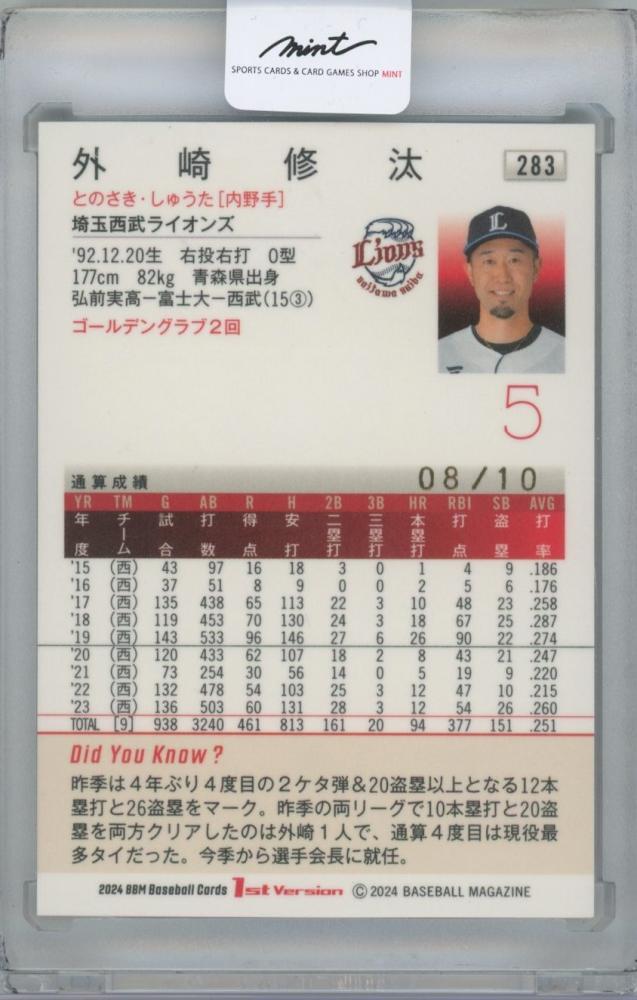 mint
SPORTS CARDS & CARD GAMES SHOP MINT
外崎修汰 283
とのさき・しゅうた[内野手]
埼玉西武ライオンズ
'92.12.20生 右投右打 O型
177cm 82kg 青森県出身
弘前実高ー富士大ー西武(15③)
ゴールデングラブ2回
Lions
saitama seibu
L
5
通算成績 08/10
YR TM G AB R H 2B 3B HR RBI SB AVG
年度 チーム 試合 打数 得点 安打 二塁打 三塁打 本塁打 打点 盗塁 打率
'15 (西) 43 97 16 18 3 0 1 4 9 .186
'16 (西) 37 51 8 9 0 0 2 5 6 .176
'17 (西) 135 438 65 113 22 3 10 48 23 .258
'18 (西) 119 453 70 130 24 3 18 67 25 .287
'19 (西) 143 533 96 146 27 6 26 90 22 .274
'20 (西) 120 433 62 107 18 2 8 43 21 .247
'21 (西) 73 254 30 56 14 0 5 19 9 .220
'22 (西) 132 478 54 103 25 3 12 47 10 .215
'23 (西) 136 503 60 131 28 3 12 54 26 .260
TOTAL [9] 938 3240 461 813 161 20 94 377 151 .251
Did You Know?
昨季は4年ぶり4度目の2ケタ弾&20盗塁以上となる12本
塁打と26盗塁をマーク。昨季の両リーグで10本塁打と20盗
塁を両方クリアしたのは外崎1人で、通算4度目は現役最
多タイだった。今季から選手会長に就任。
2024 BBM Baseball Cards 1st Version © 2024 BASEBALL MAGAZINE